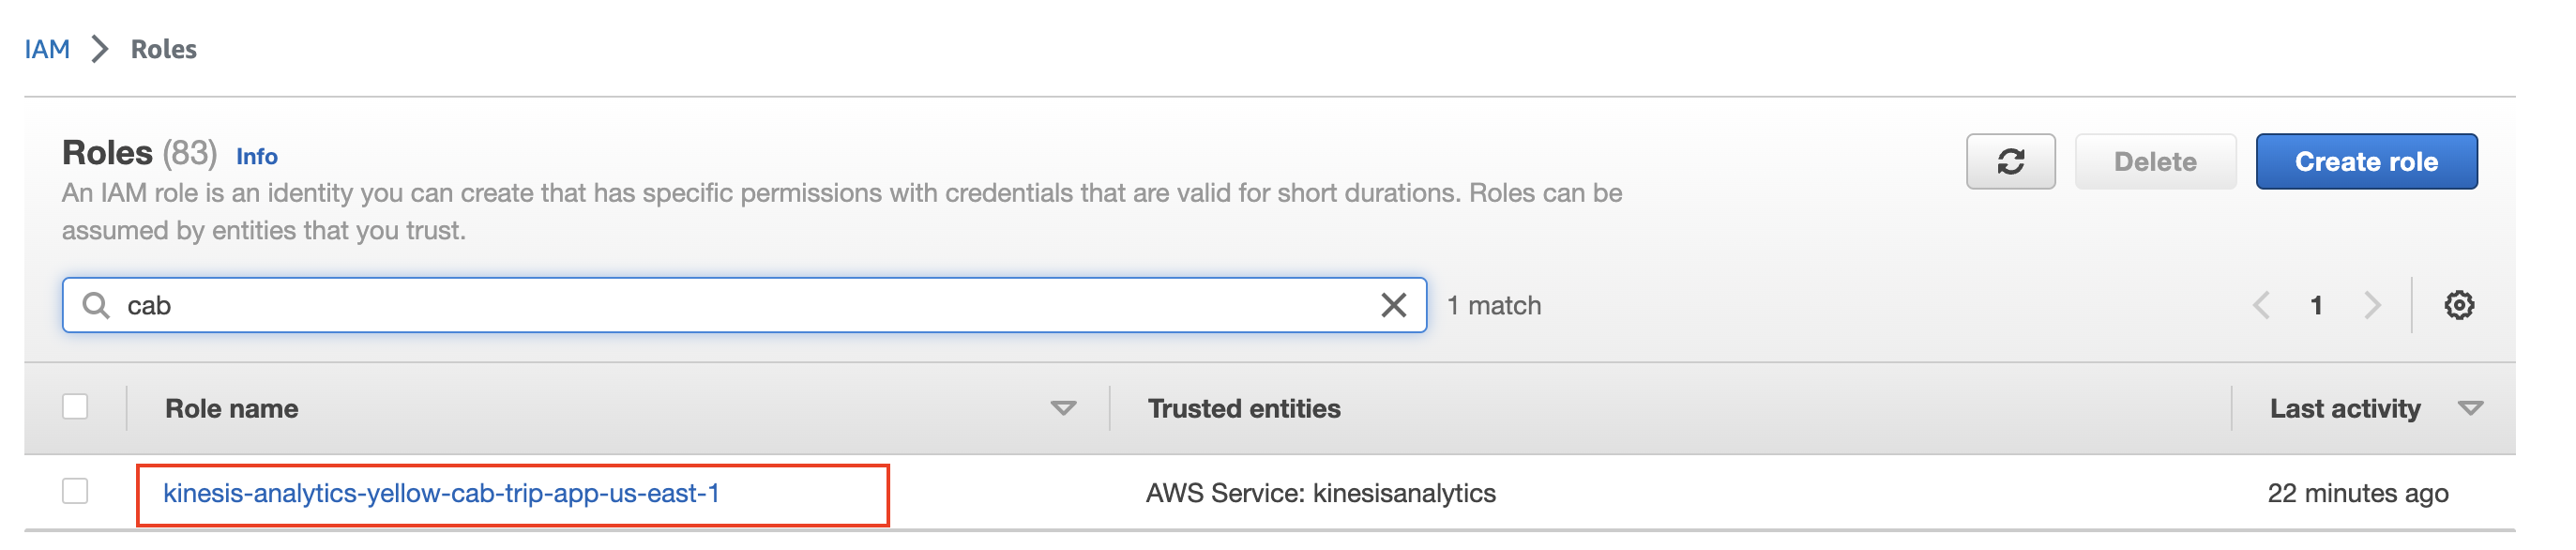 IAM > Roles
Roles (83) Info
Delete
Create role
An IAM role is an identity you can create that has specific permissions with credentials that are valid for short durations. Roles can be
assumed by entities that you trust.
cab
1 match
1
Role name
Trusted entities
Last activity
kinesis-analytics-yellow-cab-trip-app-us-east-1
AWS Service: kinesisanalytics
22 minutes ago